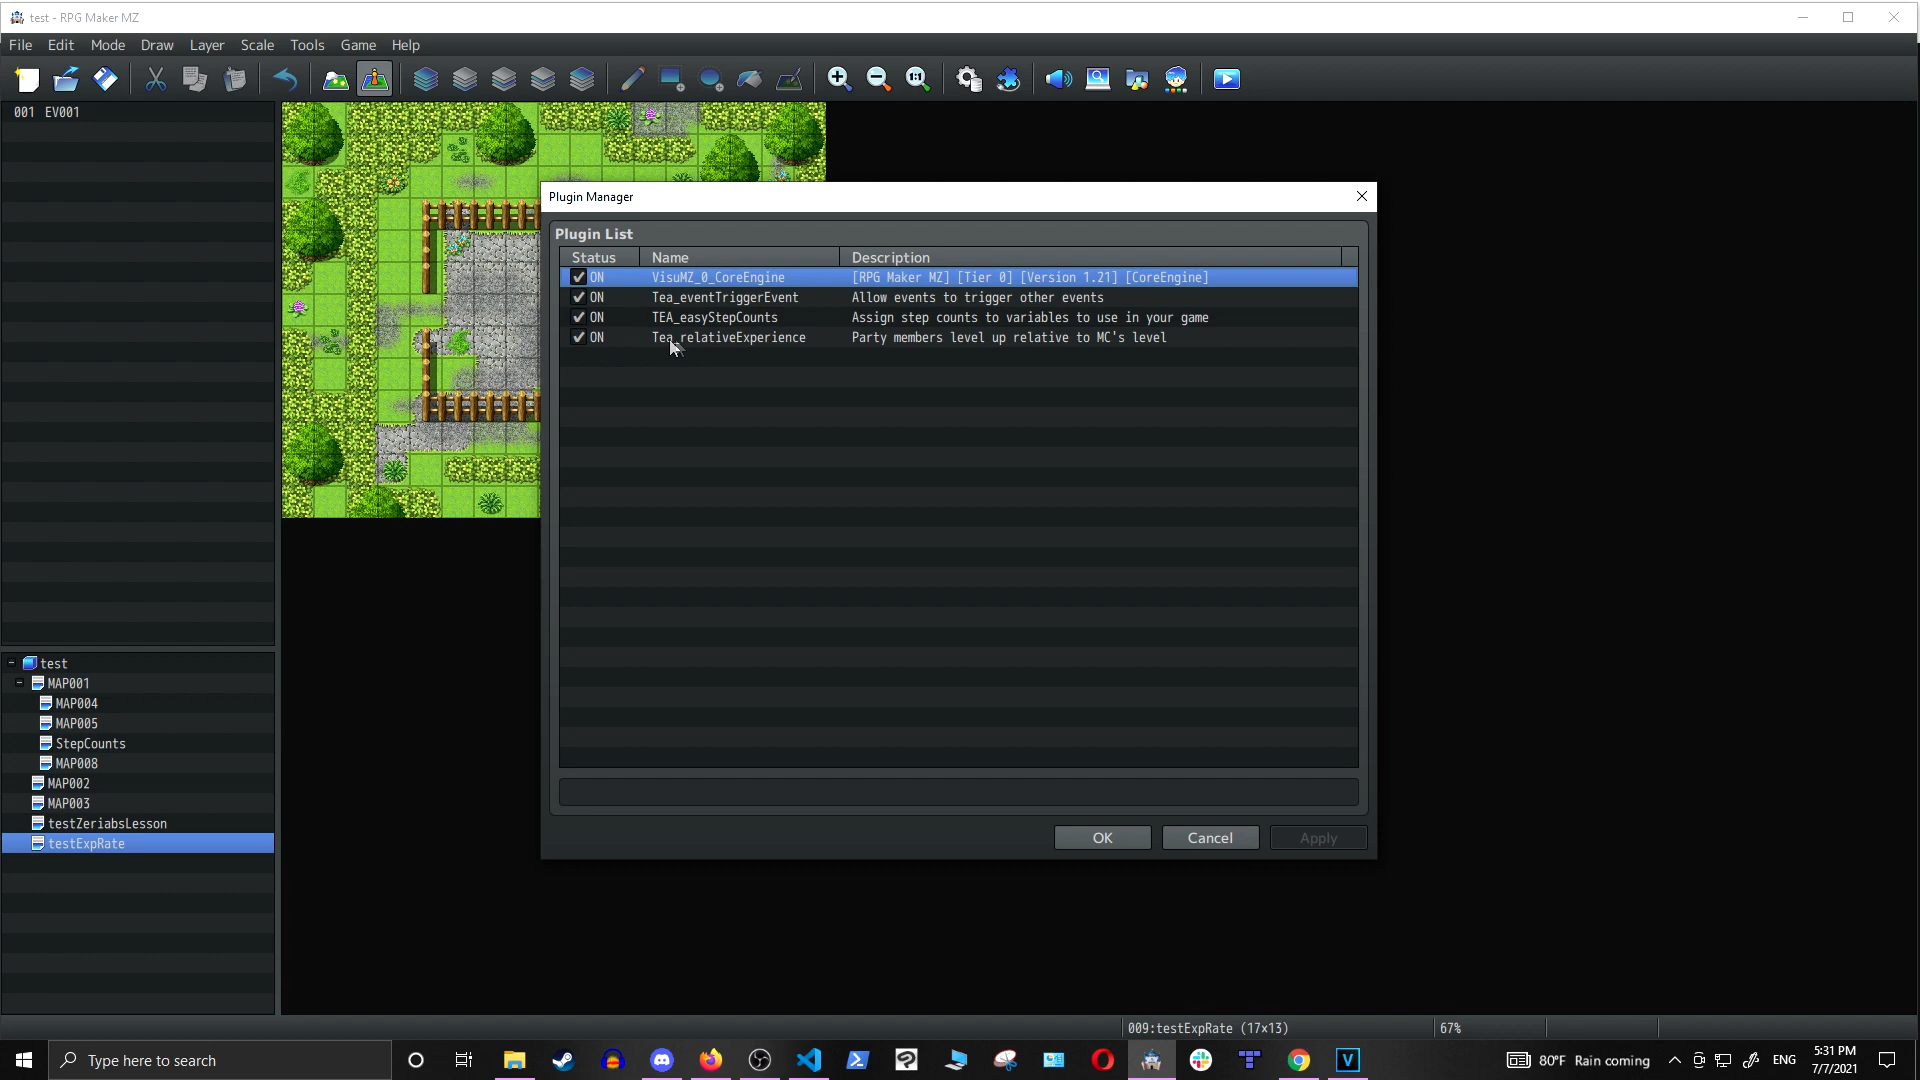 test - RPG Maker MZ
File Edit Mode Draw Layer Scale Tools Game Help
1:1
001 EV001
Plugin Manager
Plugin List
Status Name Description
ON VisuMZ_0_CoreEngine [RPG Maker MZ] [Tier 0] [Version 1.21] [CoreEngine]
ON Tea_eventTriggerEvent Allow events to trigger other events
ON TEA_easyStepCounts Assign step counts to variables to use in your game
ON Tea_relativeExperience Party members level up relative to MC's level
OK Cancel Apply
test
MAP001
MAP004
MAP005
StepCounts
MAP008
MAP002
MAP003
testZeriabsLesson
testExpRate
009:testExpRate (17x13) 67%
Type here to search
80°F Rain coming
ENG
5:31 PM
7/7/2021